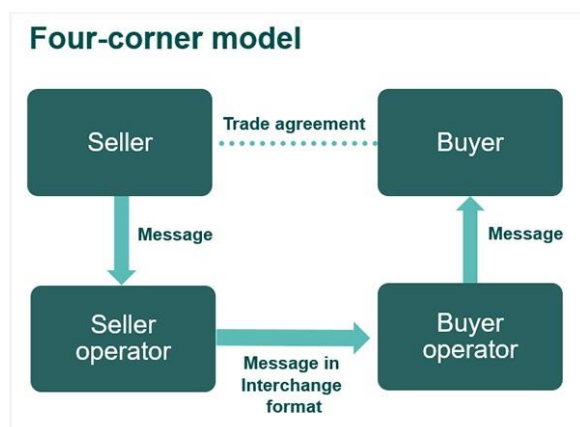 Four-corner model
Seller
Trade agreement
Buyer
Message
Message
Seller
operator
Message in
Interchange
format
Buyer
operator